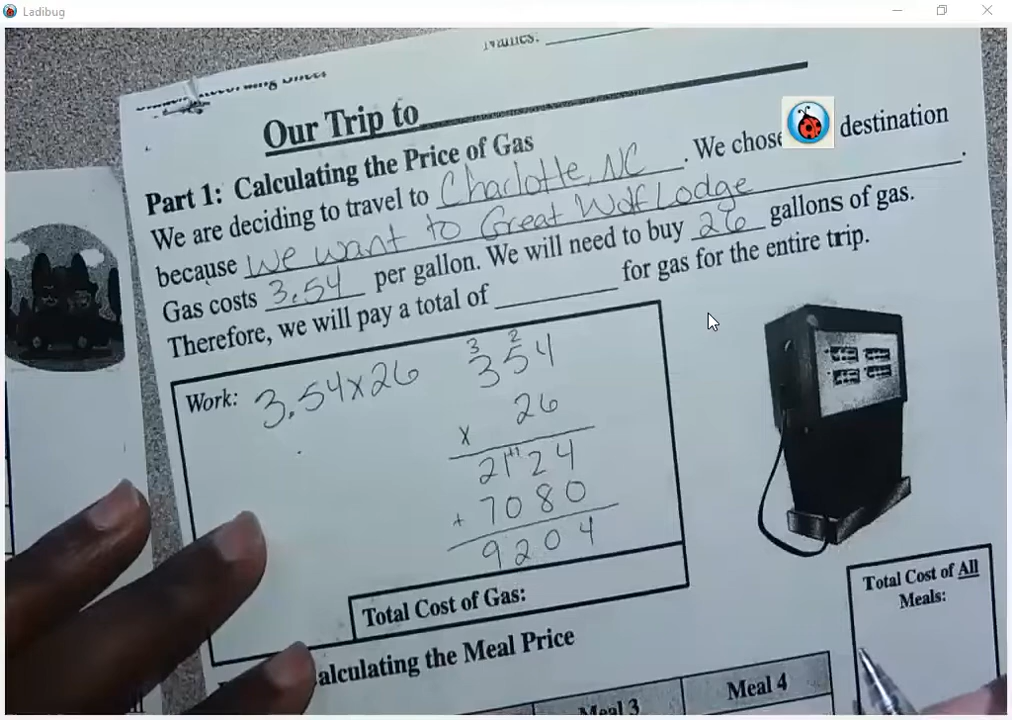 Ladibug
Names:
Our Trip to
Part 1: Calculating the Price of Gas
We are deciding to travel to Charlotte, NC. We chose destination
because we want to Great Wolf Lodge.
Gas costs 3.54 per gallon. We will need to buy 26 gallons of gas.
Therefore, we will pay a total of for gas for the entire trip.
Work: 3.54x26
3 2
354
x 26
+1
2124
+ 7080
9204
Total Cost of Gas:
Total Cost of All
Meals:
alculating the Meal Price
Meal 3
Meal 4